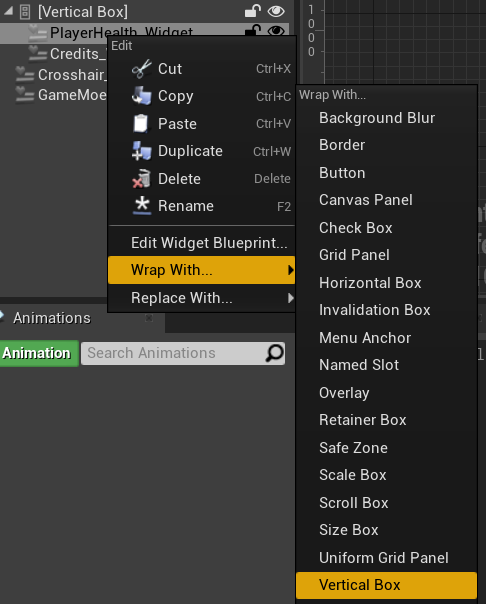 [Vertical Box]
PlayerHealth_Widget
Edit
Credits_
Cut Ctrl+X
Crosshair_
Copy Ctrl+C
GameMo
Paste Ctrl+V
Duplicate Ctrl+W
Delete Delete
Rename F2
Edit Widget Blueprint...
Wrap With...
Replace With...
Animations
Animation
Search Animations
Wrap With...
Background Blur
Border
Button
Canvas Panel
Check Box
Grid Panel
Horizontal Box
Invalidation Box
Menu Anchor
Named Slot
Overlay
Retainer Box
Safe Zone
Scale Box
Scroll Box
Size Box
Uniform Grid Panel
Vertical Box
1
0
0